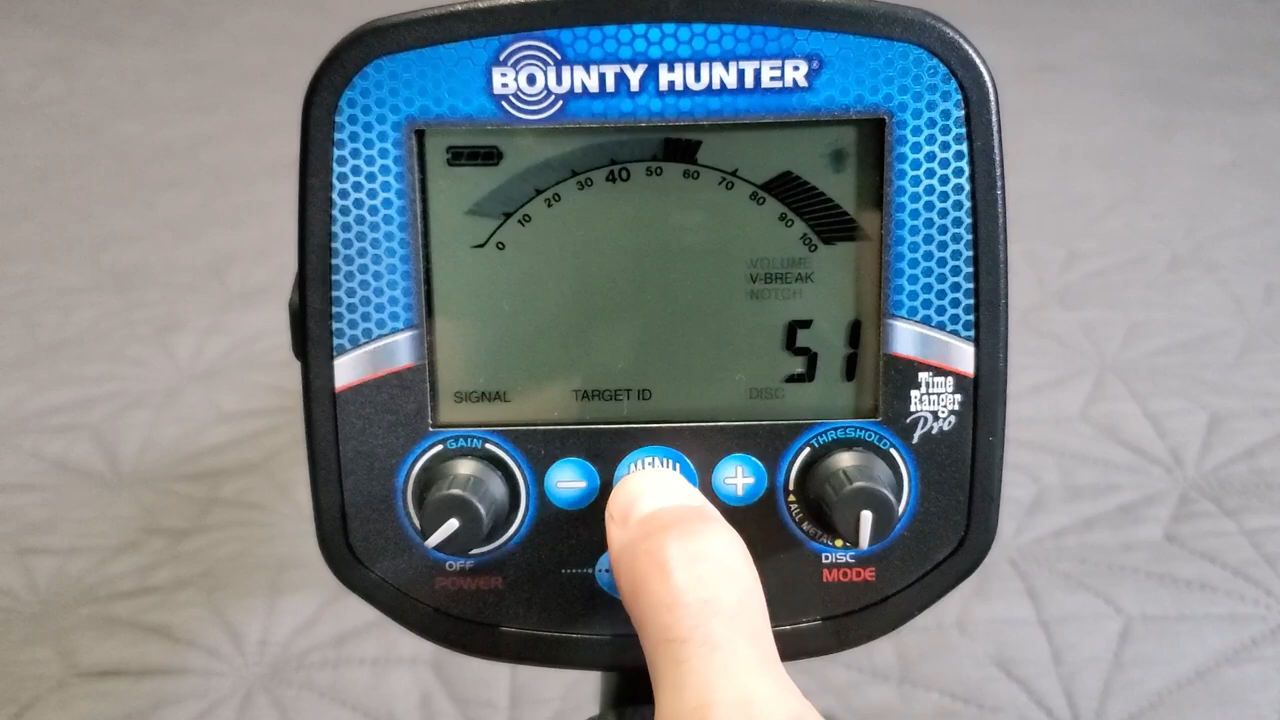 BOUNTY HUNTER®
0 10 20 30 40 50 60 70 80 90 100
VOLUME
V-BREAK
NOTCH
51
SIGNAL TARGET ID DISC
Time
Ranger
Pro
GAIN
OFF
POWER
− MENU +
THRESHOLD
ALL METAL
DISC
MODE